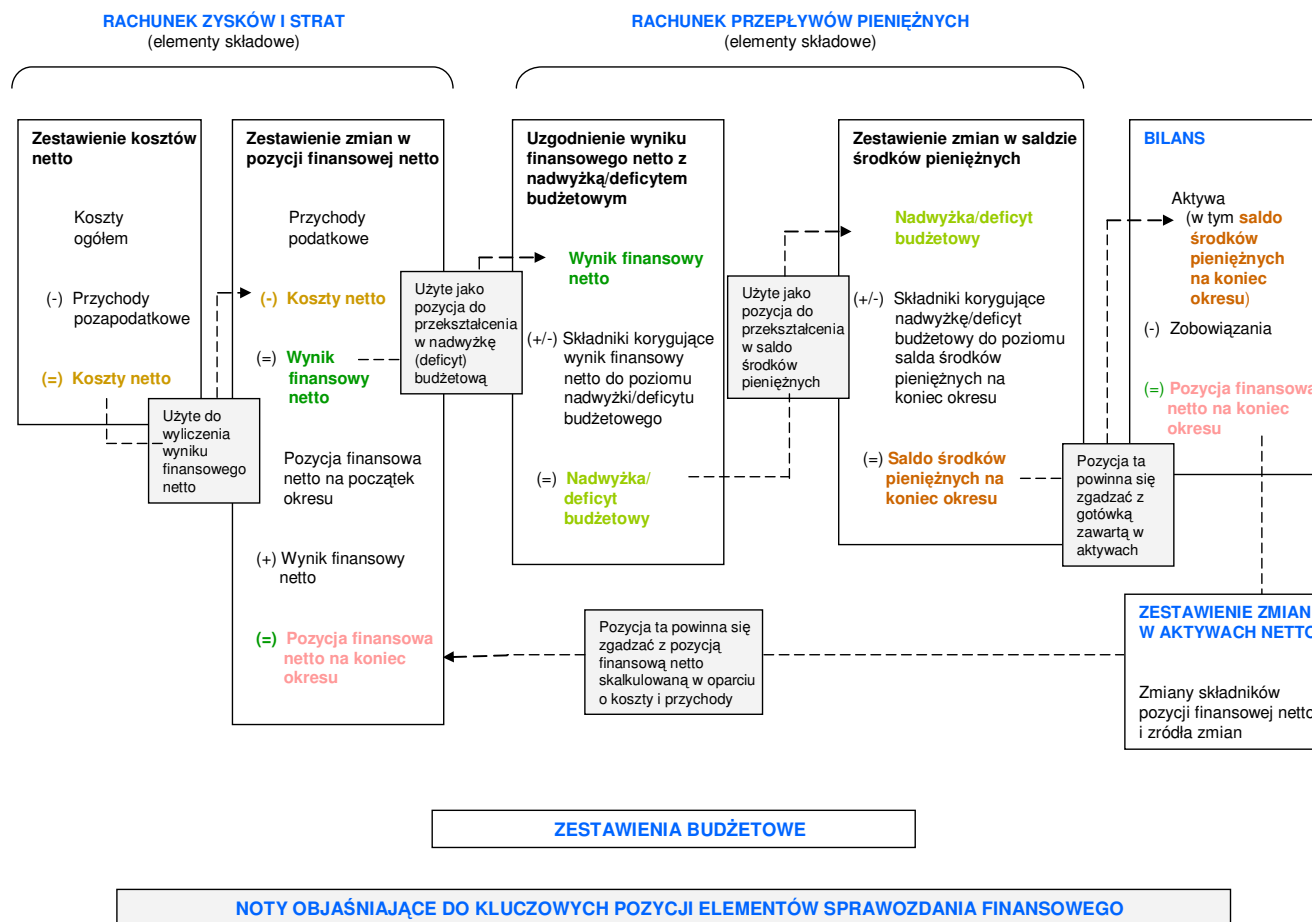 RACHUNEK ZYSKÓW I STRAT
(elementy składowe)
RACHUNEK PRZEPŁYWÓW PIENIĘŻNYCH
(elementy składowe)
Zestawienie kosztów
netto
Koszty
ogółem
(-) Przychody
pozapodatkowe
(=) Koszty netto
Użyte do
wyliczenia
wyniku
finansowego
netto
Zestawienie zmian w
pozycji finansowej netto
Przychody
podatkowe
(-) Koszty netto
(=) Wynik
finansowy
netto
Pozycja finansowa
netto na początek
okresu
(+) Wynik finansowy
netto
(=) Pozycja finansowa
netto na koniec
okresu
Użyte jako
pozycja do
przekształcenia
w nadwyżkę
(deficyt)
budżetową
Uzgodnienie wyniku
finansowego netto z
nadwyżką/deficytem
budżetowym
Wynik finansowy
netto
(+/-) Składniki korygujące
wynik finansowy
netto do poziomu
nadwyżki/deficytu
budżetowego
(=) Nadwyżka/
deficyt
budżetowy
Użyte jako
pozycja do
przekształcenia
w saldo
środków
pieniężnych
Zestawienie zmian w saldzie
środków pieniężnych
Nadwyżka/deficyt
budżetowy
(+/-) Składniki korygujące
nadwyżkę/deficyt
budżetowy do poziomu
salda środków
pieniężnych na
koniec okresu
(=) Saldo środków
pieniężnych na
koniec okresu
Pozycja ta
powinna się
zgadzać z
gotówką
zawartą w
aktywach
BILANS
Aktywa
(w tym saldo
środków
pieniężnych
na koniec
okresu)
(-) Zobowiązania
(=) Pozycja finansowa
netto na koniec
okresu
Pozycja ta powinna się
zgadzać z pozycją
finansową netto
skalkulowaną w oparciu
o koszty i przychody
ZESTAWIENIE ZMIAN
W AKTYWACH NETTO
Zmiany składników
pozycji finansowej netto
i zródła zmian
ZESTAWIENIA BUDŻETOWE
NOTY OBJAŚNIAJĄCE DO KLUCZOWYCH POZYCJI ELEMENTÓW SPRAWOZDANIA FINANSOWEGO